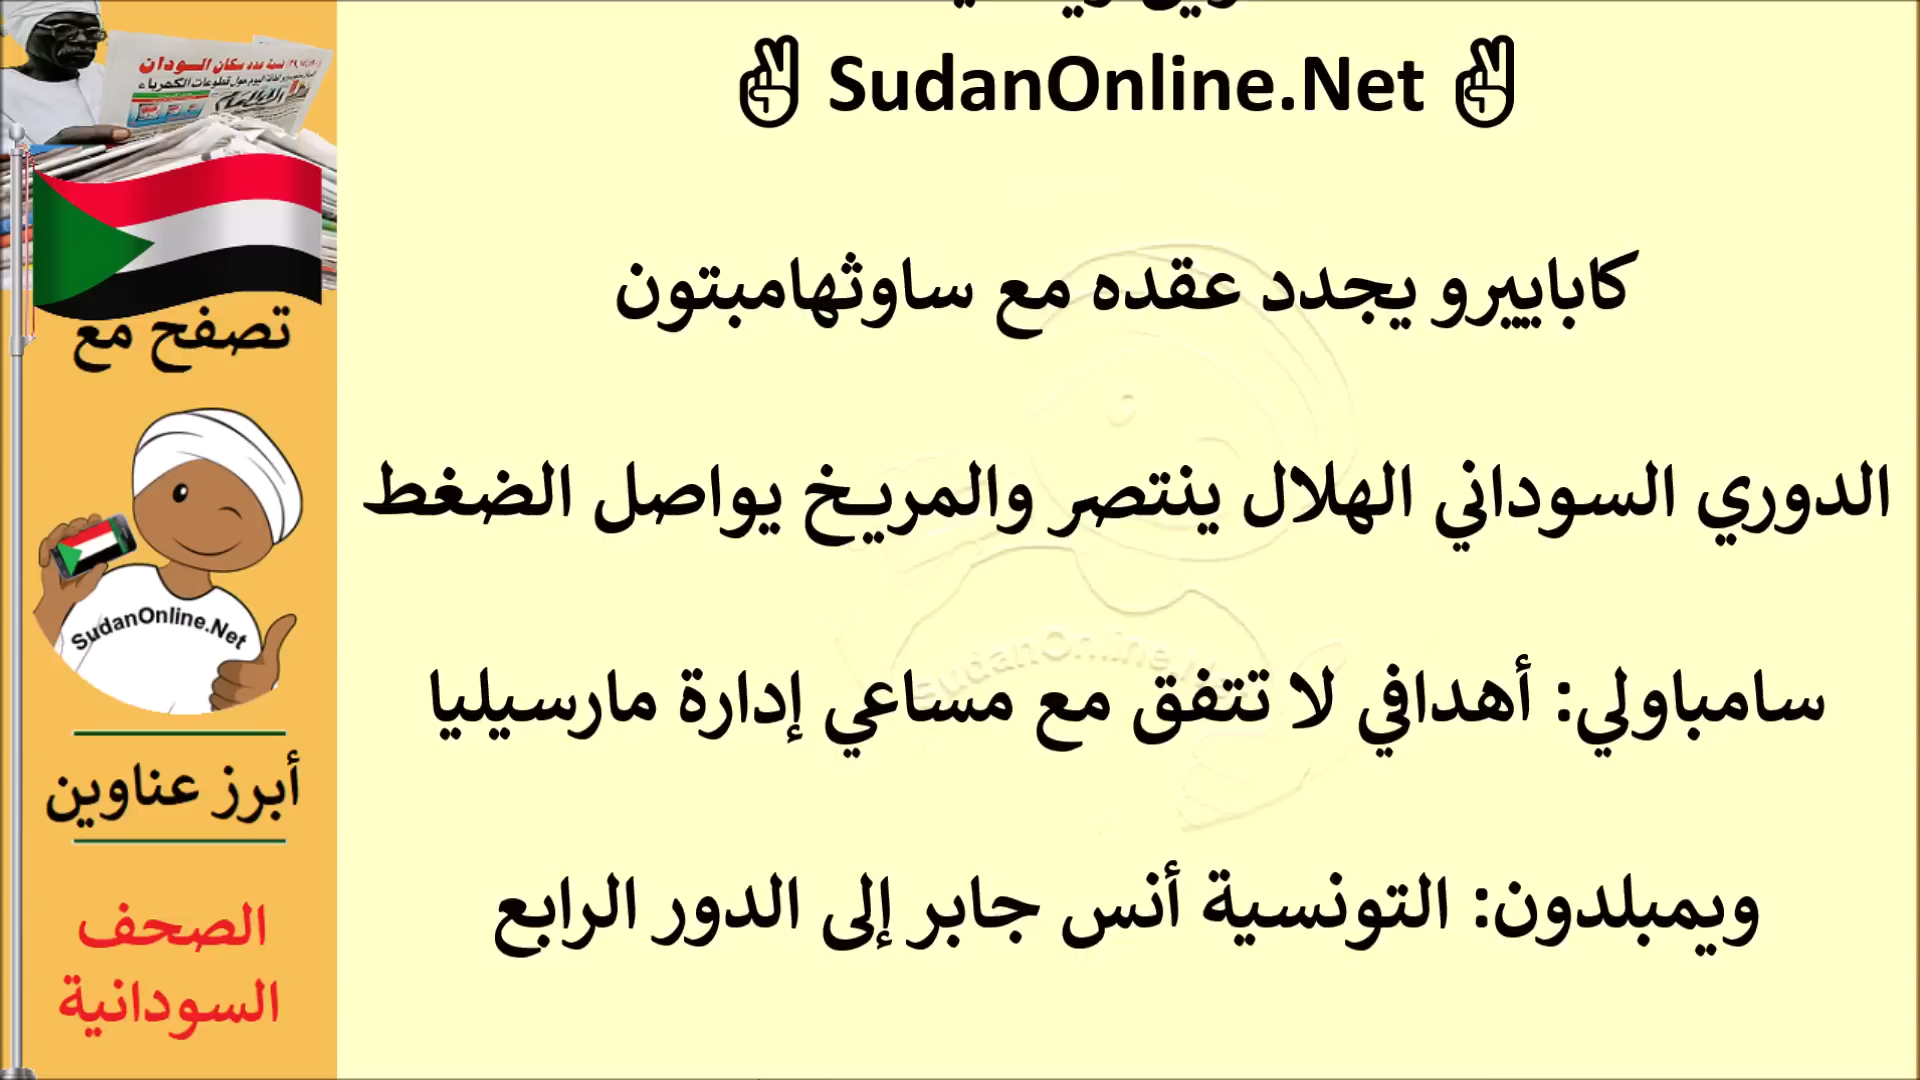 ✌ SudanOnline.Net ✌
كاباييرو يجدد عقده مع ساوثهامبتون
الدوري السوداني الهلال ينتصر والمريخ يواصل الضغط
سامباولي: أهدافي لا تتفق مع مساعي إدارة مارسيليا
ويمبلدون: التونسية أنس جابر إلى الدور الرابع
تصفح مع
SudanOnline.Net
أبرز عناوين
الصحف
السودانية